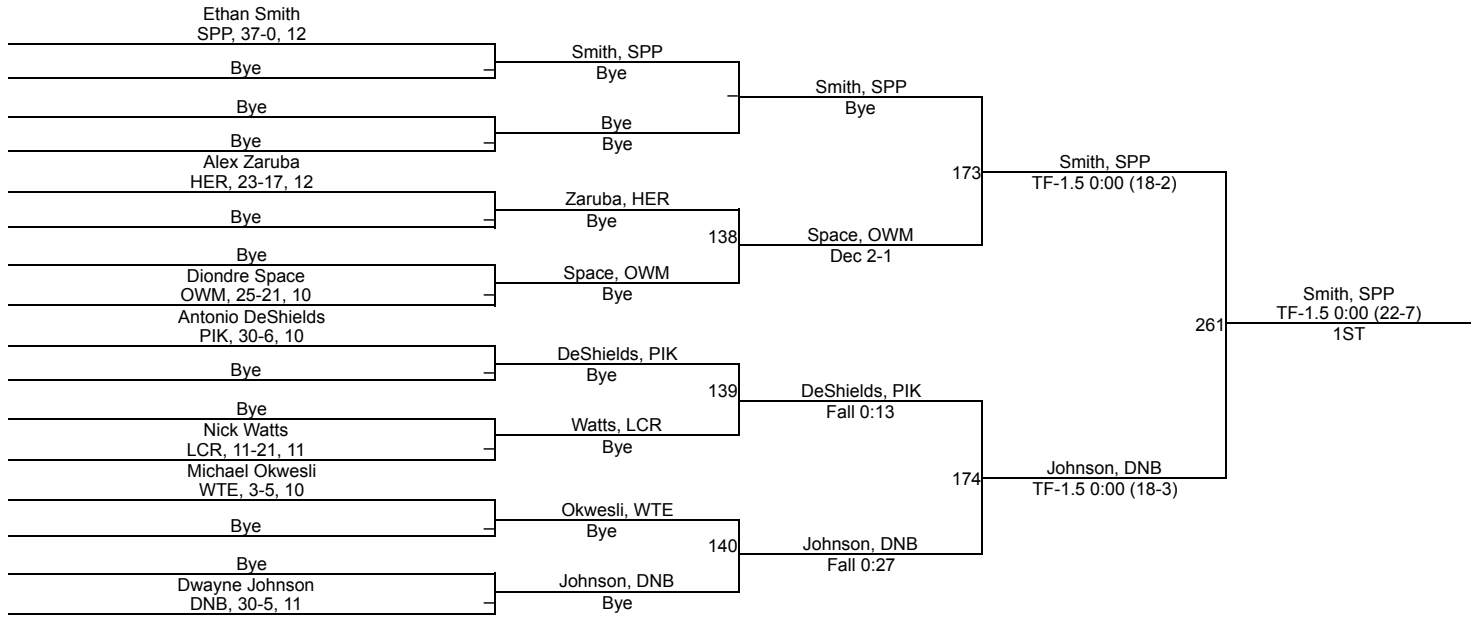 Ethan Smith
SPP, 37-0, 12
Bye
Bye
Bye
Alex Zaruba
HER, 23-17, 12
Bye
Bye
Diondre Space
OWM, 25-21, 10
Antonio DeShields
PIK, 30-6, 10
Bye
Bye
Nick Watts
LCR, 11-21, 11
Michael Okwesli
WTE, 3-5, 10
Bye
Bye
Dwayne Johnson
DNB, 30-5, 11
Smith, SPP
Bye
Bye
Bye
Zaruba, HER
Bye
138
Space, OWM
Bye
DeShields, PIK
Bye
139
Watts, LCR
Bye
Okwesli, WTE
Bye
140
Johnson, DNB
Bye
Smith, SPP
Bye
173
Space, OWM
Dec 2-1
DeShields, PIK
Fall 0:13
174
Johnson, DNB
Fall 0:27
Smith, SPP
TF-1.5 0:00 (18-2)
261
Johnson, DNB
TF-1.5 0:00 (18-3)
Smith, SPP
TF-1.5 0:00 (22-7)
1ST